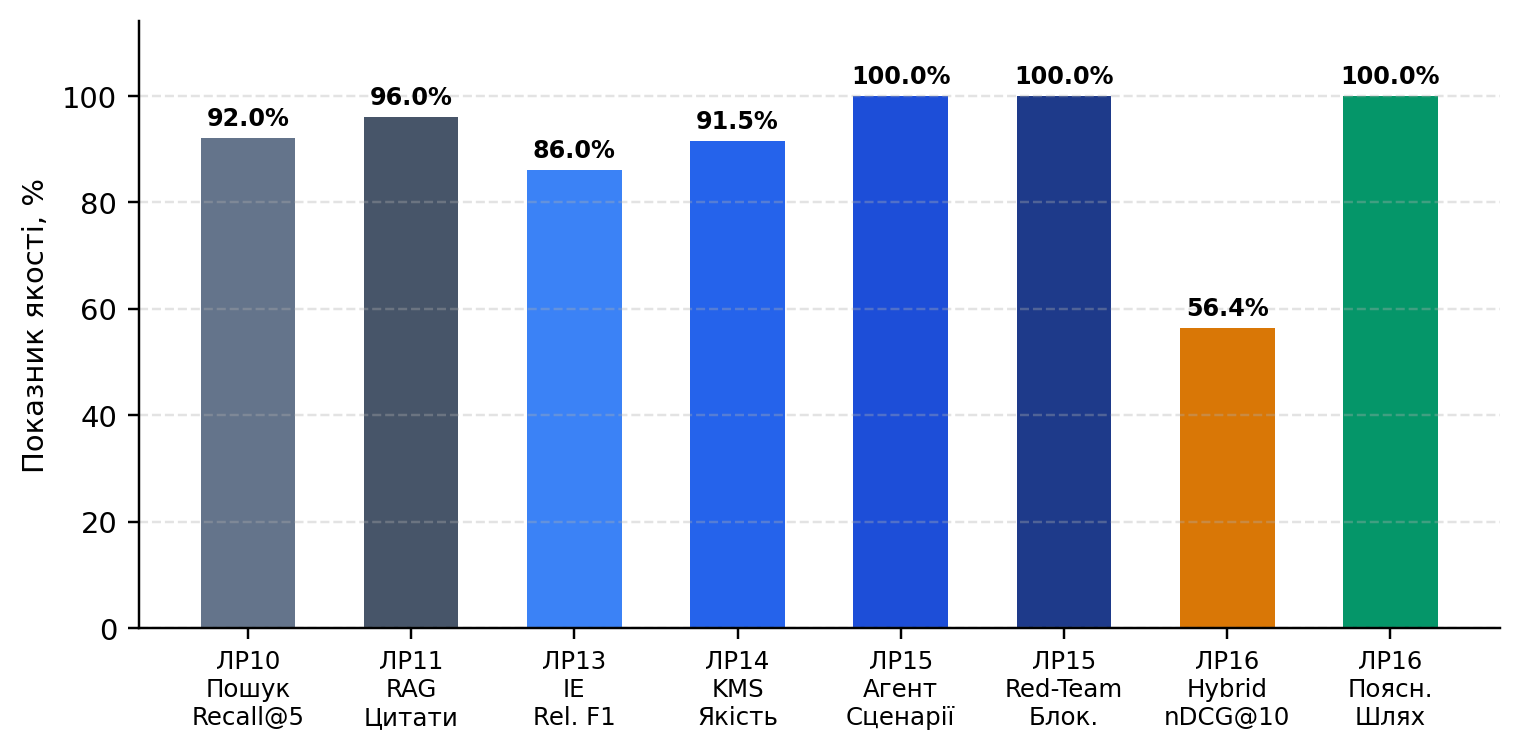 Показник якості, %
100
80
60
40
20
0
92.0%
96.0%
86.0%
91.5%
100.0%
100.0%
56.4%
100.0%
ЛР10
Пошук
Recall@5
ЛР11
RAG
Цитати
ЛР13
IE
Rel. F1
ЛР14
KMS
Якість
ЛР15
Агент
Сценарії
ЛР15
Red-Team
Блок.
ЛР16
Hybrid
nDCG@10
ЛР16
Поясн.
Шлях